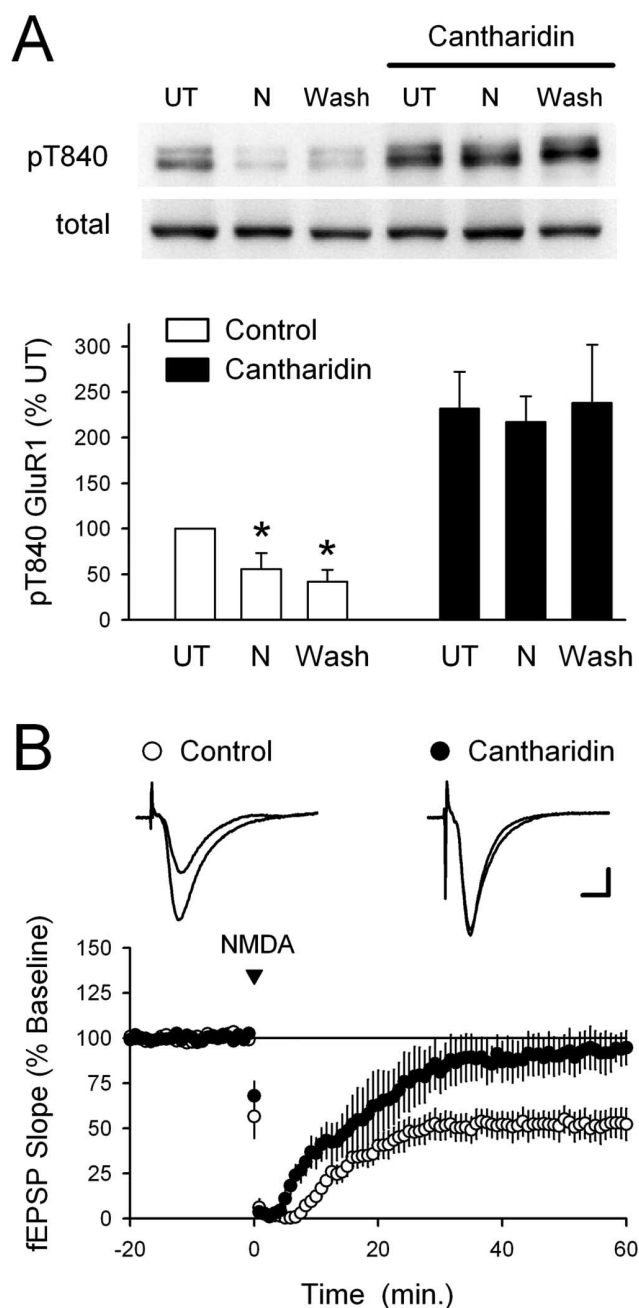 A
Cantharidin
UT N Wash UT N Wash
pT840
total
Control
Cantharidin
pT840 GluR1 (% UT)
300
250
200
150
100
50
0
* *
UT N Wash UT N Wash
B
Control Cantharidin
NMDA
fEPSP Slope (% Baseline)
150
125
100
75
50
25
0
-20 0 20 40 60
Time (min.)